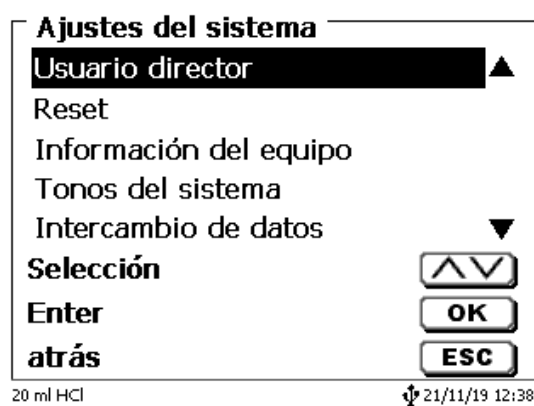 Ajustes del sistema
Usuario director
Reset
Información del equipo
Tonos del sistema
Intercambio de datos
Selección
Enter OK
atrás ESC
20 ml HCl 21/11/19 12:38